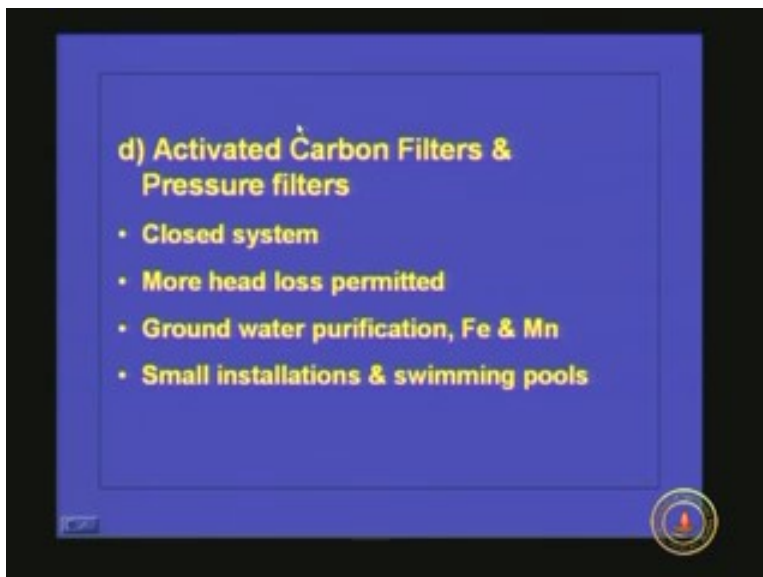 d) Activated Carbon Filters &
Pressure filters
• Closed system
• More head loss permitted
• Ground water purification, Fe & Mn
• Small installations & swimming pools